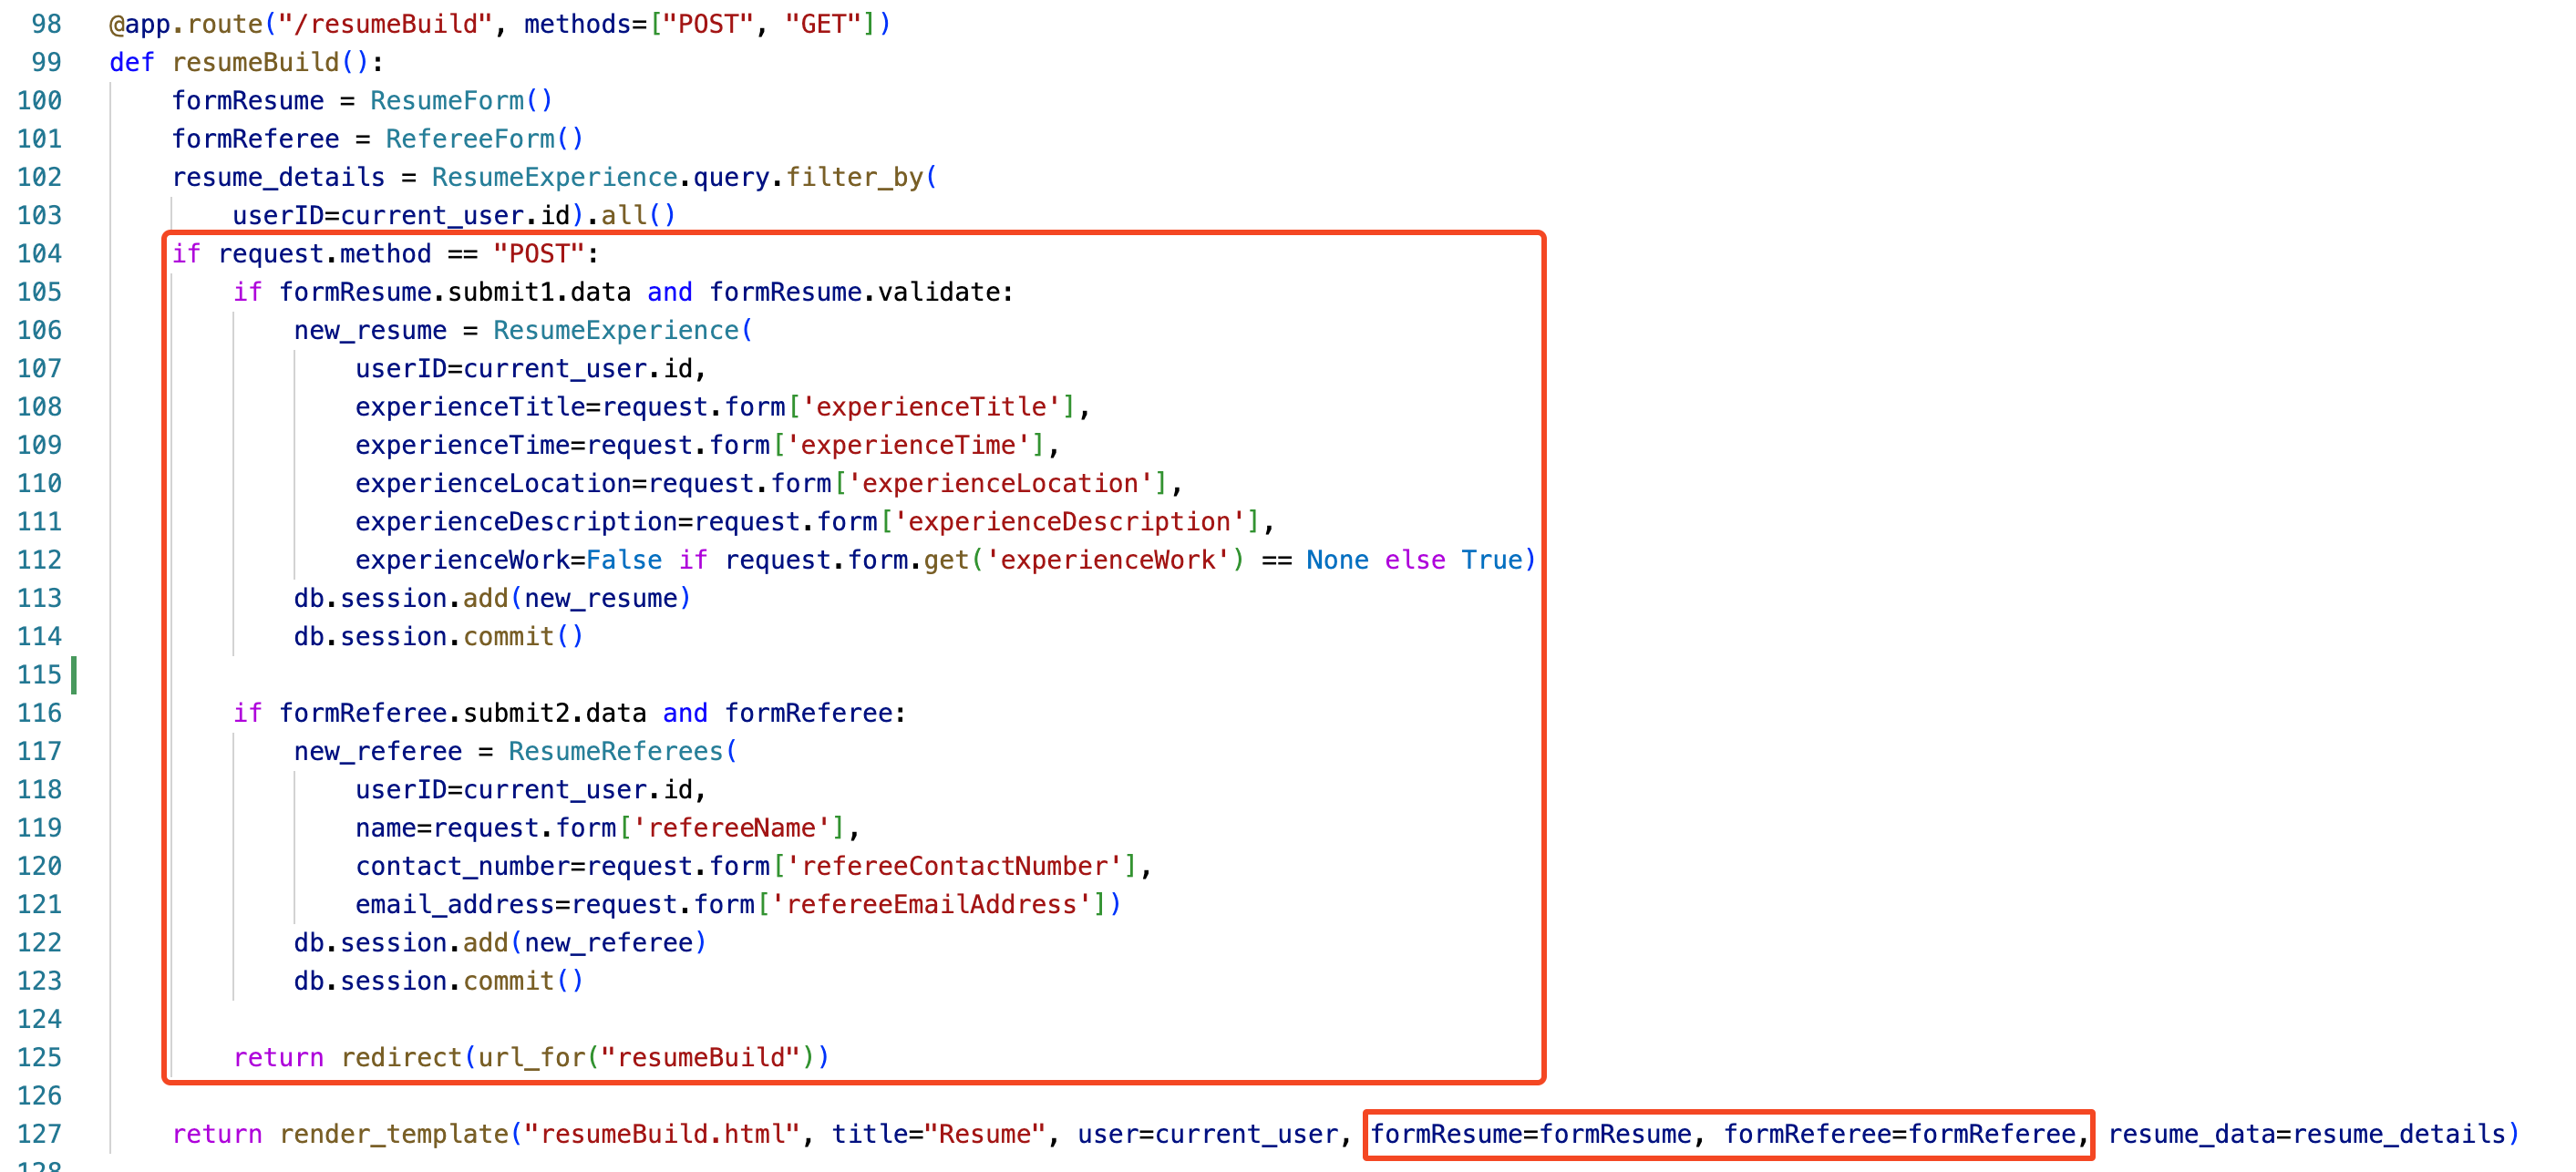 98 @app.route("/resumeBuild", methods=["POST", "GET"])
99 def resumeBuild():
100     formResume = ResumeForm()
101     formReferee = RefereeForm()
102     resume_details = ResumeExperience.query.filter_by(
103         userID=current_user.id).all()
104     if request.method == "POST":
105         if formResume.submit1.data and formResume.validate:
106             new_resume = ResumeExperience(
107                 userID=current_user.id,
108                 experienceTitle=request.form['experienceTitle'],
109                 experienceTime=request.form['experienceTime'],
110                 experienceLocation=request.form['experienceLocation'],
111                 experienceDescription=request.form['experienceDescription'],
112                 experienceWork=False if request.form.get('experienceWork') == None else True)
113             db.session.add(new_resume)
114             db.session.commit()
115
116         if formReferee.submit2.data and formReferee:
117             new_referee = ResumeReferees(
118                 userID=current_user.id,
119                 name=request.form['refereeName'],
120                 contact_number=request.form['refereeContactNumber'],
121                 email_address=request.form['refereeEmailAddress'])
122             db.session.add(new_referee)
123             db.session.commit()
124
125         return redirect(url_for("resumeBuild"))
126
127     return render_template("resumeBuild.html", title="Resume", user=current_user, formResume=formResume, formReferee=formReferee, resume_data=resume_details)
128